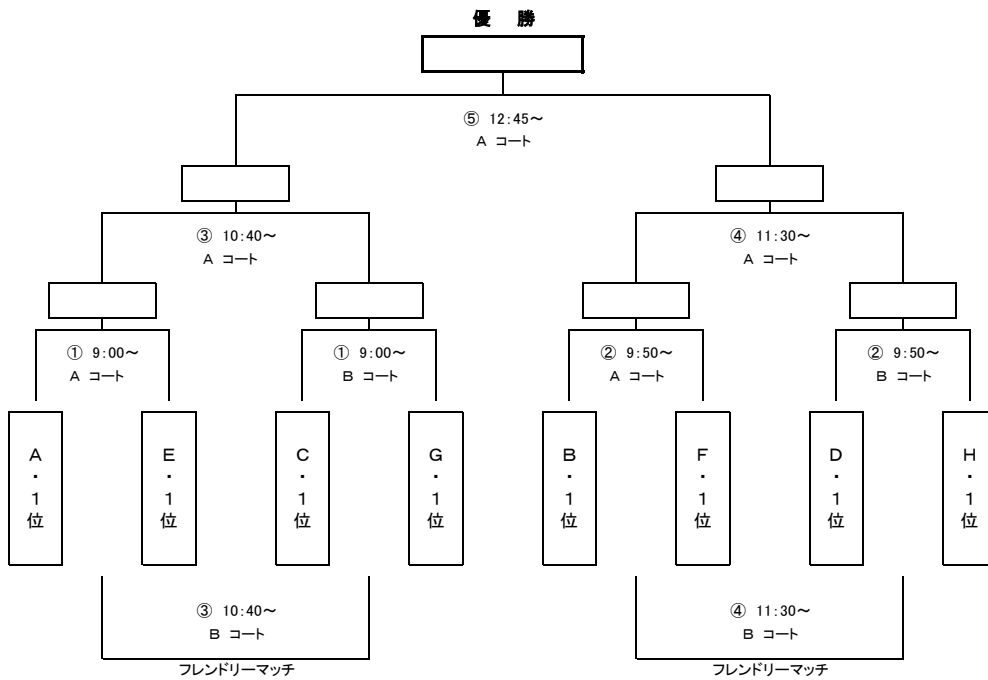 優 勝
⑤ 12:45～
A コート
③ 10:40～
A コート
④ 11:30～
A コート
① 9:00～
A コート
① 9:00～
B コート
② 9:50～
A コート
② 9:50～
B コート
A・1位
E・1位
C・1位
G・1位
B・1位
F・1位
D・1位
H・1位
③ 10:40～
B コート
フレンドリーマッチ
④ 11:30～
B コート
フレンドリーマッチ